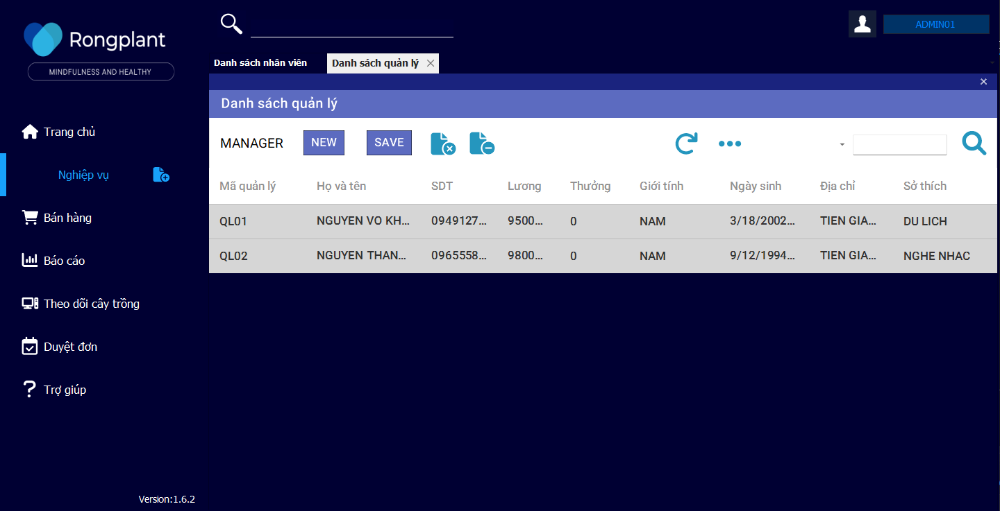 Rongplant
MINDFULNESS AND HEALTHY
ADMIN01
Danh sách nhân viên
Danh sách quản lý
Danh sách quản lý
MANAGER
NEW
SAVE
Mã quản lý Họ và tên SDT Lương Thưởng Giới tính Ngày sinh Địa chỉ Sở thích
QL01 NGUYEN VO KH... 0949127... 9500... 0 NAM 3/18/2002... TIEN GIA... DU LICH
QL02 NGUYEN THAN... 0965558... 9800... 0 NAM 9/12/1994... TIEN GIA... NGHE NHAC
Trang chủ
Nghiệp vụ
Bán hàng
Báo cáo
Theo dõi cây trồng
Duyệt đơn
Trợ giúp
Version:1.6.2